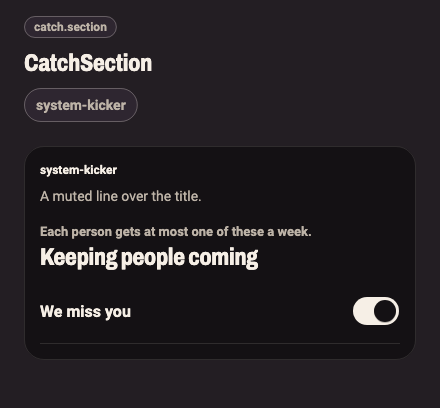 catch.section
CatchSection
system-kicker
system-kicker
A muted line over the title.
Each person gets at most one of these a week.
Keeping people coming
We miss you